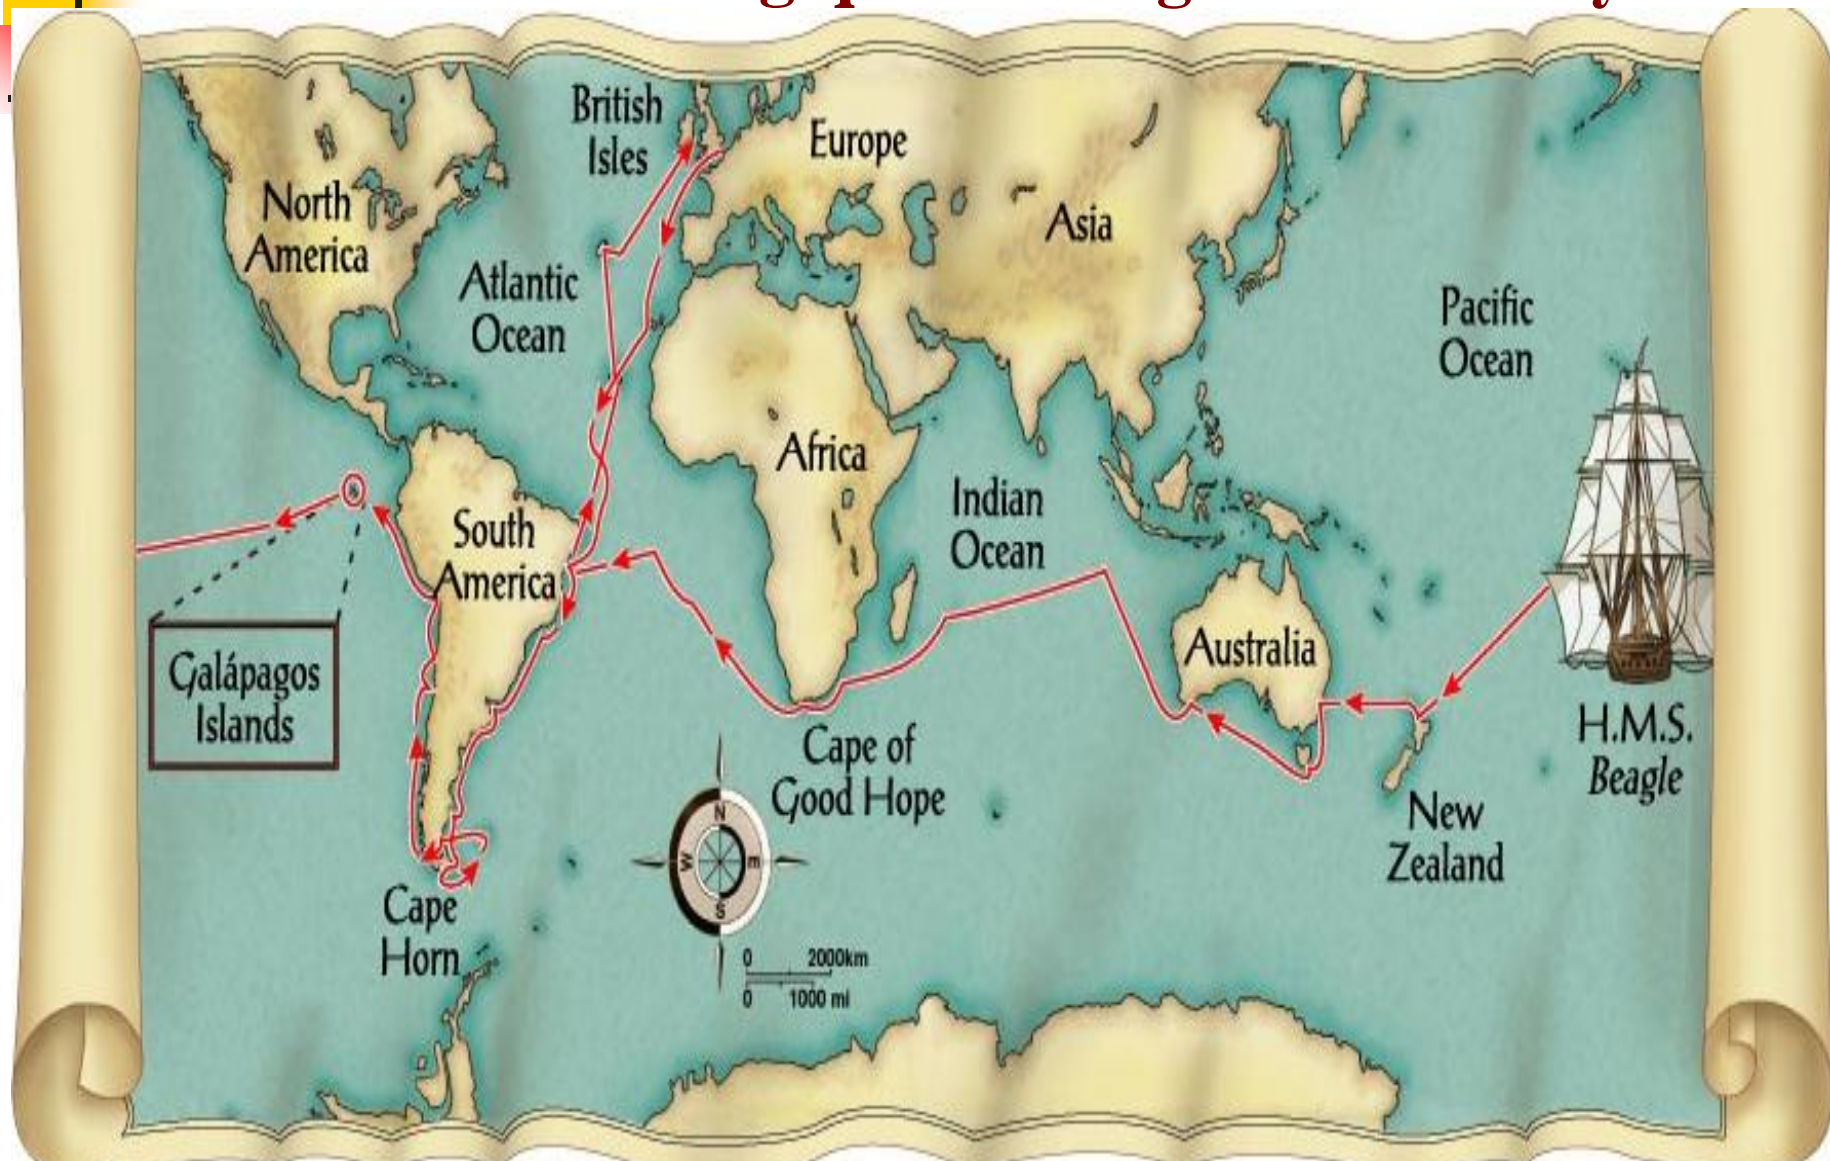 British
Isles
Europe
North
America
Asia
Atlantic
Ocean
Pacific
Ocean
Africa
Indian
Ocean
South
America
Australia
Galápagos
Islands
H.M.S.
Beagle
Cape of
Good Hope
New
Zealand
N
W
E
S
Cape
Horn
0 2000km
0 1000 mi